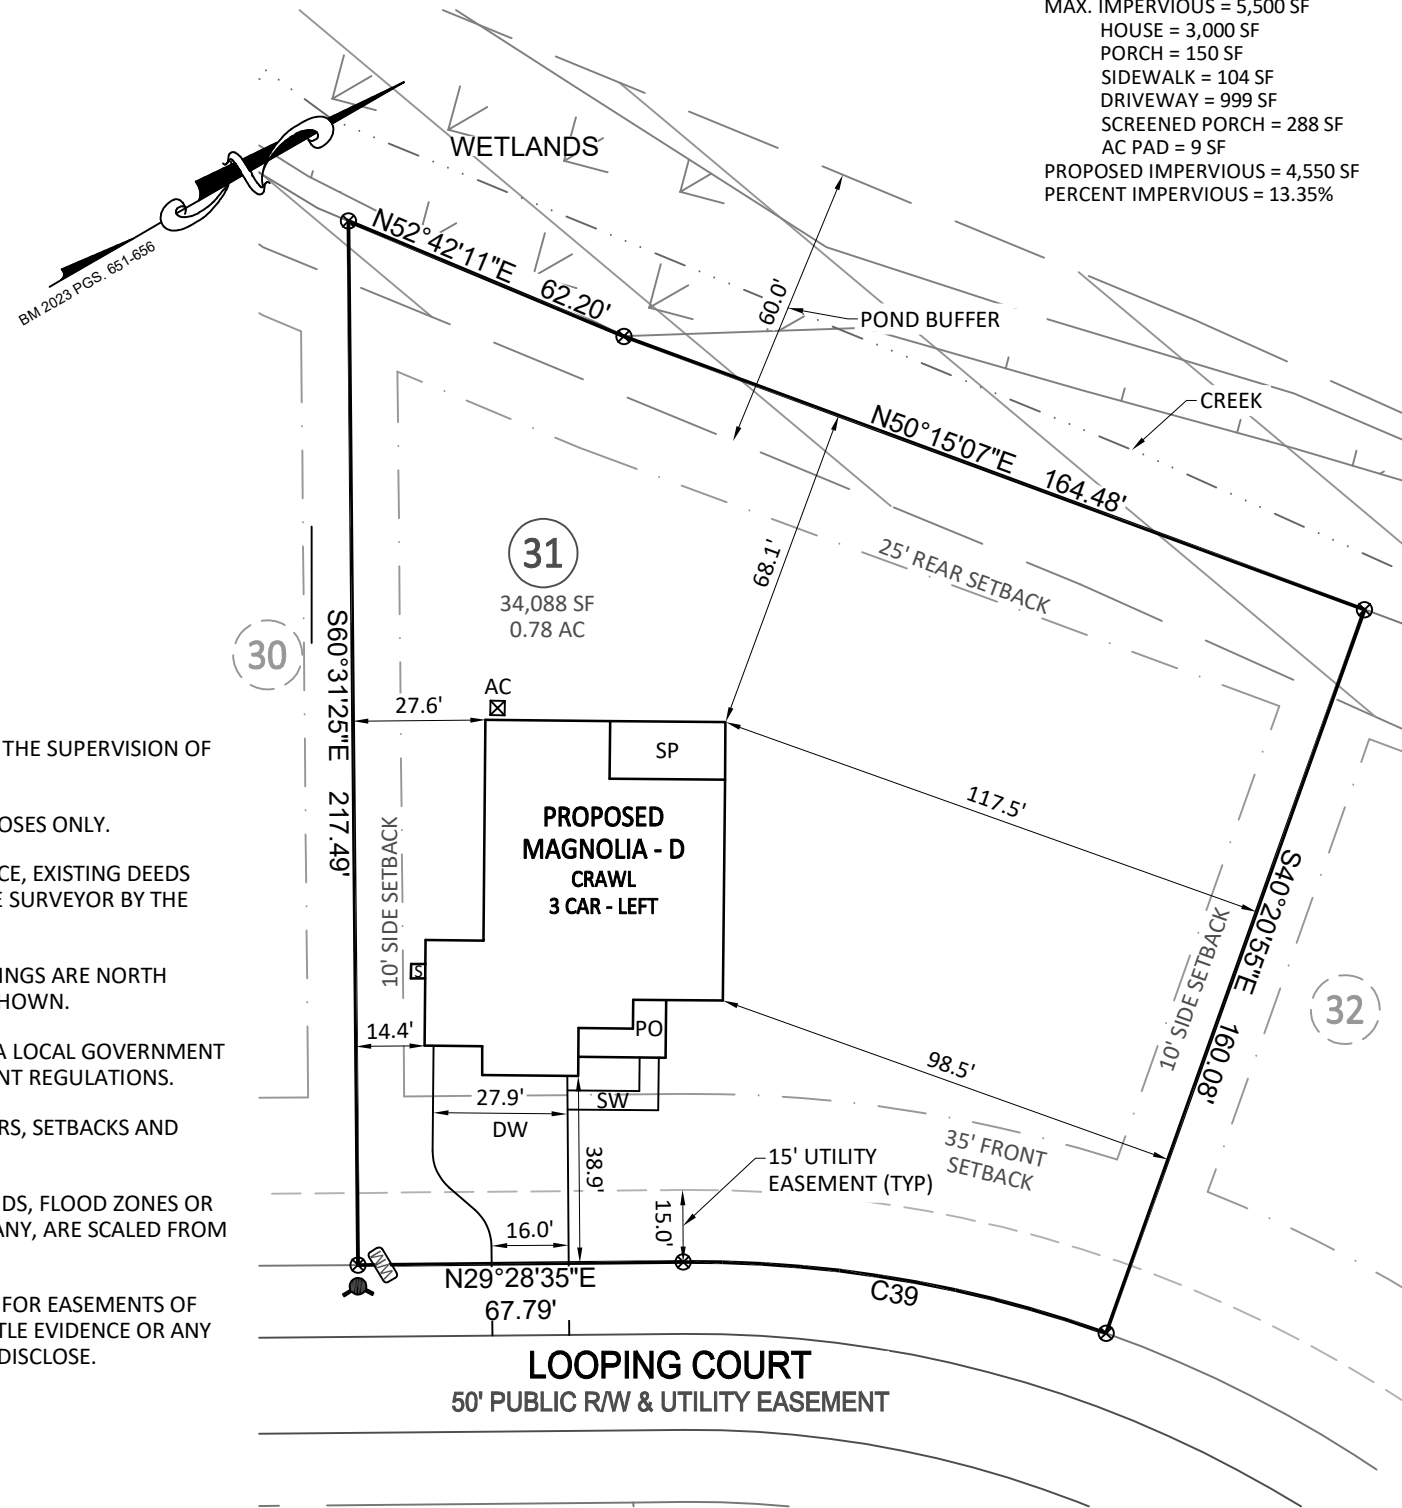 MAX. IMPERVIOUS = 5,500 SF
HOUSE = 3,000 SF
PORCH = 150 SF
SIDEWALK = 104 SF
DRIVEWAY = 999 SF
SCREENED PORCH = 288 SF
AC PAD = 9 SF
PROPOSED IMPERVIOUS = 4,550 SF
PERCENT IMPERVIOUS = 13.35%
WETLANDS
BM 2023 PGS. 651-656
N52°42'11"E 62.20'
60.0'
POND BUFFER
CREEK
N50°15'07"E 164.48'
25' REAR SETBACK
68.1'
31
34,088 SF
0.78 AC
30
S60°31'25"E 217.49'
27.6'
AC
SP
THE SUPERVISION OF
OSES ONLY.
CE, EXISTING DEEDS
E SURVEYOR BY THE
INGS ARE NORTH
HOWN.
A LOCAL GOVERNMENT
NT REGULATIONS.
RS, SETBACKS AND
DS, FLOOD ZONES OR
ANY, ARE SCALED FROM
FOR EASEMENTS OF
TLE EVIDENCE OR ANY
DISCLOSE.
PROPOSED
MAGNOLIA - D
CRAWL
3 CAR - LEFT
117.5'
10' SIDE SETBACK
S
S40°20'55"E 160.08'
10' SIDE SETBACK
32
14.4'
PO
98.5'
27.9'
SW
DW
38.9'
35' FRONT
SETBACK
15' UTILITY
EASEMENT (TYP)
15.0'
16.0'
N29°28'35"E
67.79'
C39
LOOPING COURT
50' PUBLIC R/W & UTILITY EASEMENT